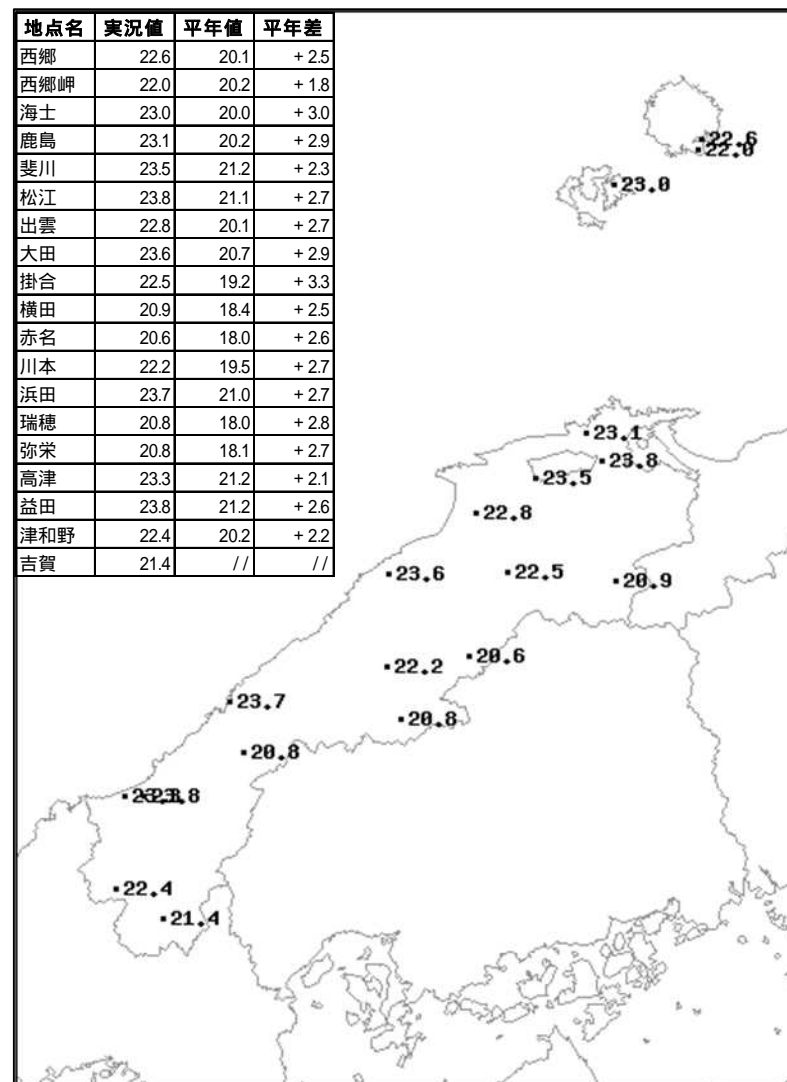 地点名 実況値 平年値 平年差
西郷 22.6 20.1 +2.5
西郷岬 22.0 20.2 +1.8
海士 23.0 20.0 +3.0
鹿島 23.1 20.2 +2.9
斐川 23.5 21.2 +2.3
松江 23.8 21.1 +2.7
出雲 22.8 20.1 +2.7
大田 23.6 20.7 +2.9
掛合 22.5 19.2 +3.3
横田 20.9 18.4 +2.5
赤名 20.6 18.0 +2.6
川本 22.2 19.5 +2.7
浜田 23.7 21.0 +2.7
瑞穂 20.8 18.0 +2.8
弥栄 20.8 18.1 +2.7
高津 23.3 21.2 +2.1
益田 23.8 21.2 +2.6
津和野 22.4 20.2 +2.2
吉賀 21.4 // //
22.6
22.0
23.0
23.1
23.8
23.5
22.8
23.6
22.5
20.9
20.6
22.2
23.7
20.8
20.8
23.8
22.4
21.4